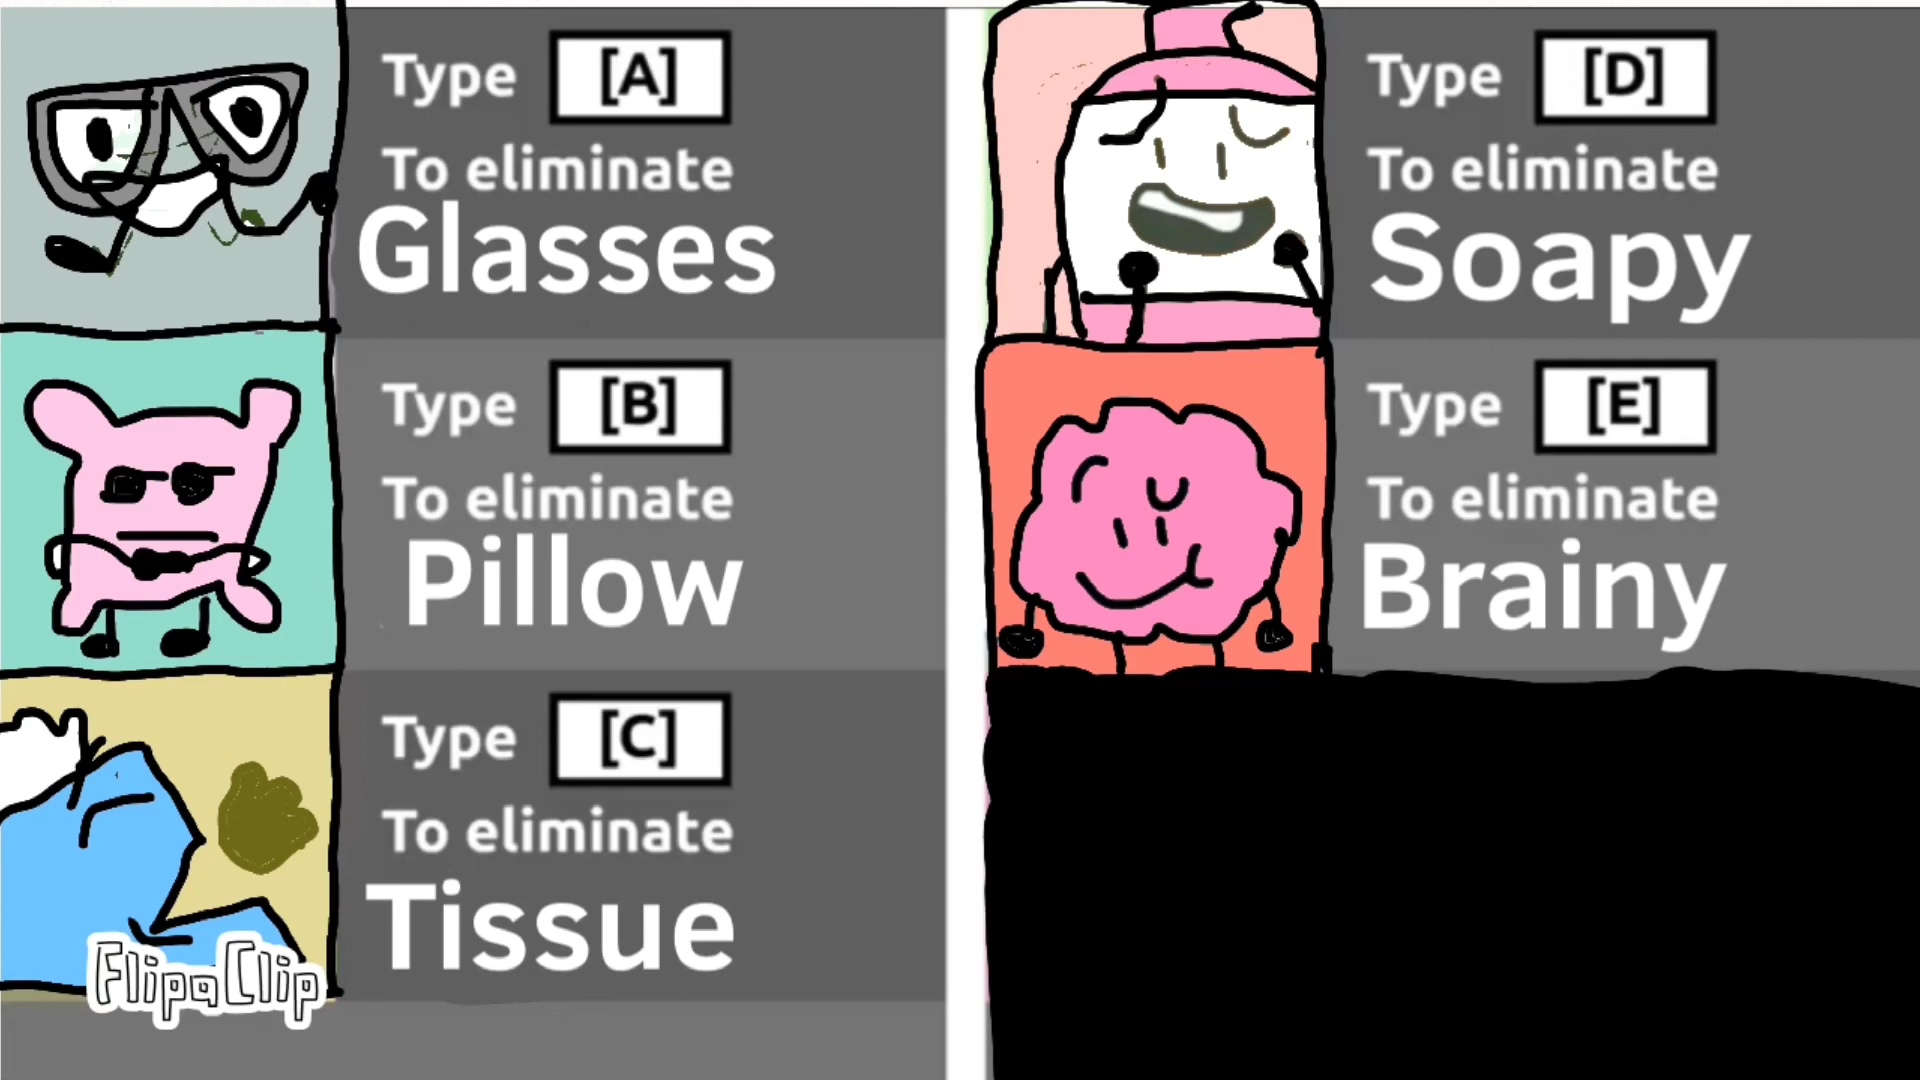 Type [A]
To eliminate
Glasses
Type [B]
To eliminate
Pillow
Type [C]
To eliminate
Tissue
FlipaClip
Type [D]
To eliminate
Soapy
Type [E]
To eliminate
Brainy